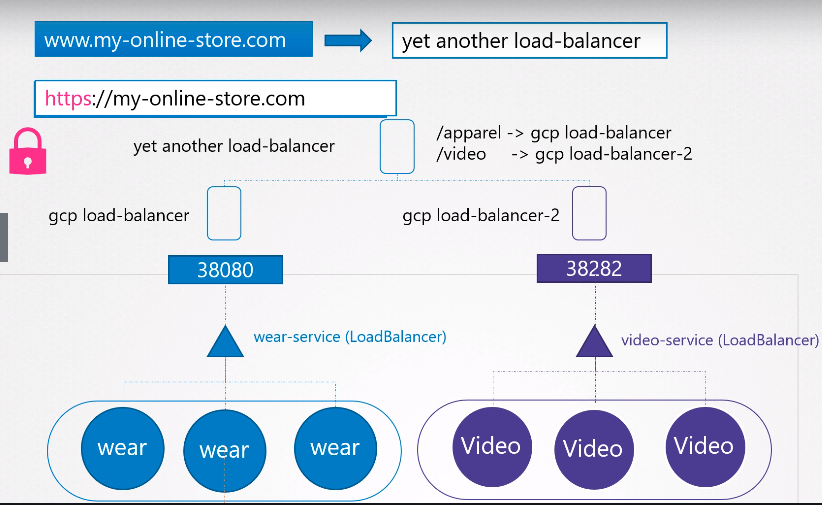 www.my-online-store.com
yet another load-balancer
https://my-online-store.com
yet another load-balancer
/apparel -> gcp load-balancer
/video -> gcp load-balancer-2
gcp load-balancer
gcp load-balancer-2
38080
38282
wear-service (LoadBalancer)
video-service (LoadBalancer)
wear
wear
wear
Video
Video
Video